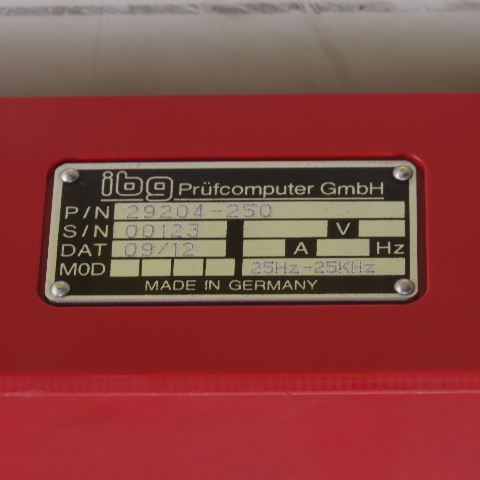 ibg Prüfcomputer GmbH
P/N 29204-250
S/N 00123 V
DAT 09/12 A Hz
MOD 25Hz-25KHz
MADE IN GERMANY